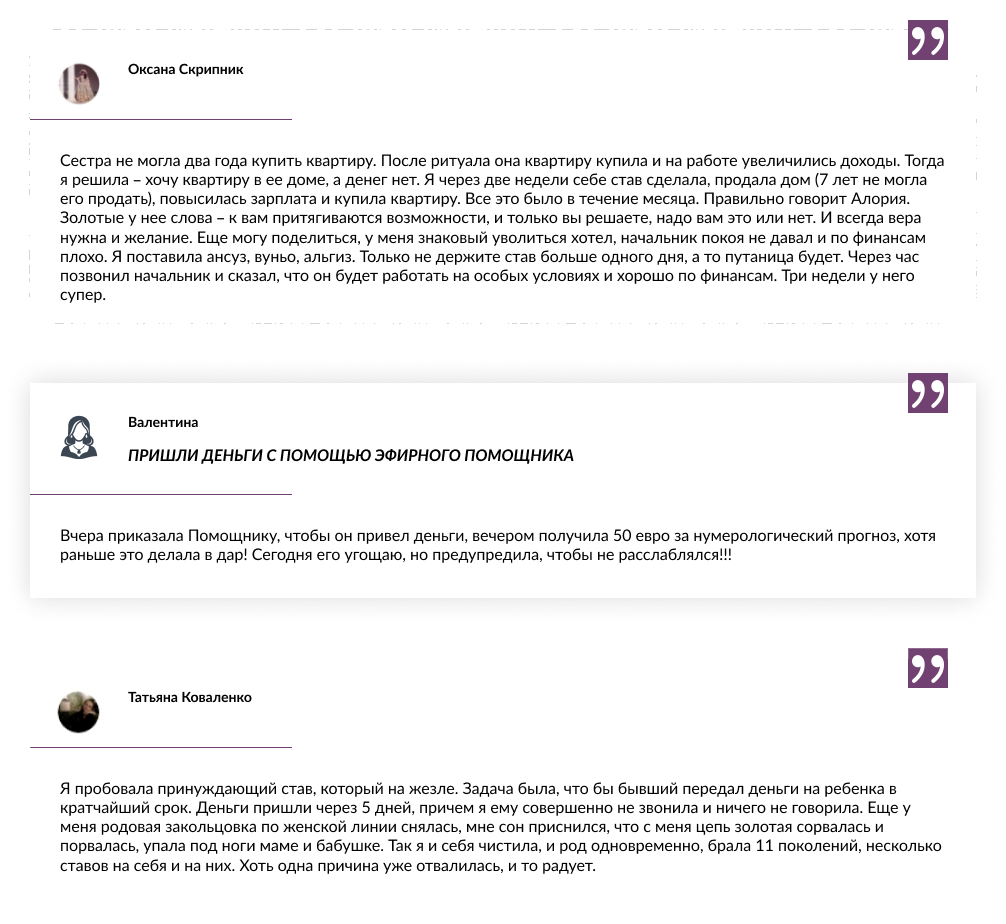 Оксана Скрипник
Сестра не могла два года купить квартиру. После ритуала она квартиру купила и на работе увеличились доходы. Тогда
я решила – хочу квартиру в ее доме, а денег нет. Я через две недели себе став сделала, продала дом (7 лет не могла
его продать), повысилась зарплата и купила квартиру. Все это было в течение месяца. Правильно говорит Алория.
Золотые у нее слова – к вам притягиваются возможности, и только вы решаете, надо вам это или нет. И всегда вера
нужна и желание. Еще могу поделиться, у меня знаковый уволиться хотел, начальник покоя не давал и по финансам
плохо. Я поставила ансуз, вуньо, альгиз. Только не держите став больше одного дня, а то путаница будет. Через час
позвонил начальник и сказал, что он будет работать на особых условиях и хорошо по финансам. Три недели у него
супер.
Валентина
ПРИШЛИ ДЕНЬГИ С ПОМОЩЬЮ ЭФИРНОГО ПОМОЩНИКА
Вчера приказала Помощнику, чтобы он привел деньги, вечером получила 50 евро за нумерологический прогноз, хотя
раньше это делала в дар! Сегодня его угощаю, но предупредила, чтобы не расслаблялся!!!
Татьяна Коваленко
Я пробовала принуждающий став, который на жезле. Задача была, что бы бывший передал деньги на ребенка в
кратчайший срок. Деньги пришли через 5 дней, причем я ему совершенно не звонила и ничего не говорила. Еще у
меня родовая закольцовка по женской линии снялась, мне сон приснился, что с меня цепь золотая сорвалась и
порвалась, упала под ноги маме и бабушке. Так я и себя чистила, и род одновременно, брала 11 поколений, несколько
ставов на себя и на них. Хоть одна причина уже отвалилась, и то радует.